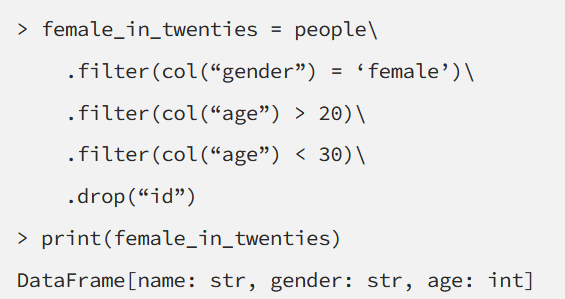 > female_in_twenties = people\
.filter(col(“gender”) = ‘female’)\
.filter(col(“age”) > 20)\
.filter(col(“age”) < 30)\
.drop(“id”)
> print(female_in_twenties)
DataFrame[name: str, gender: str, age: int]